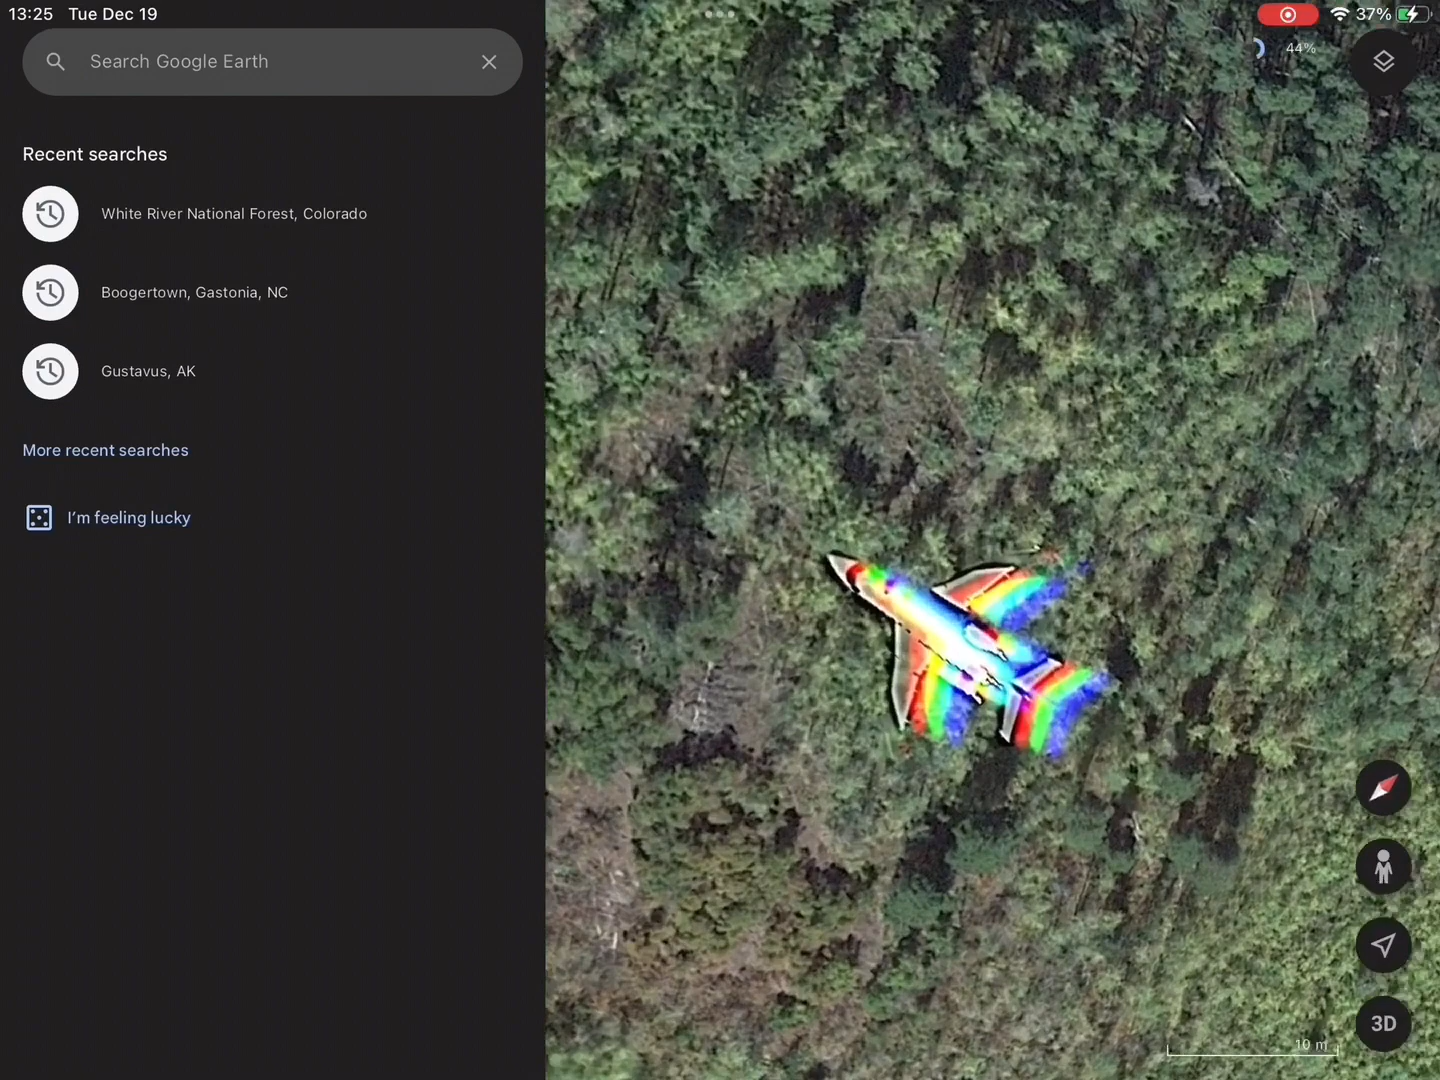 13:25 Tue Dec 19
37%
Search Google Earth
44%
Recent searches
White River National Forest, Colorado
Boogertown, Gastonia, NC
Gustavus, AK
More recent searches
I'm feeling lucky
3D
10 m